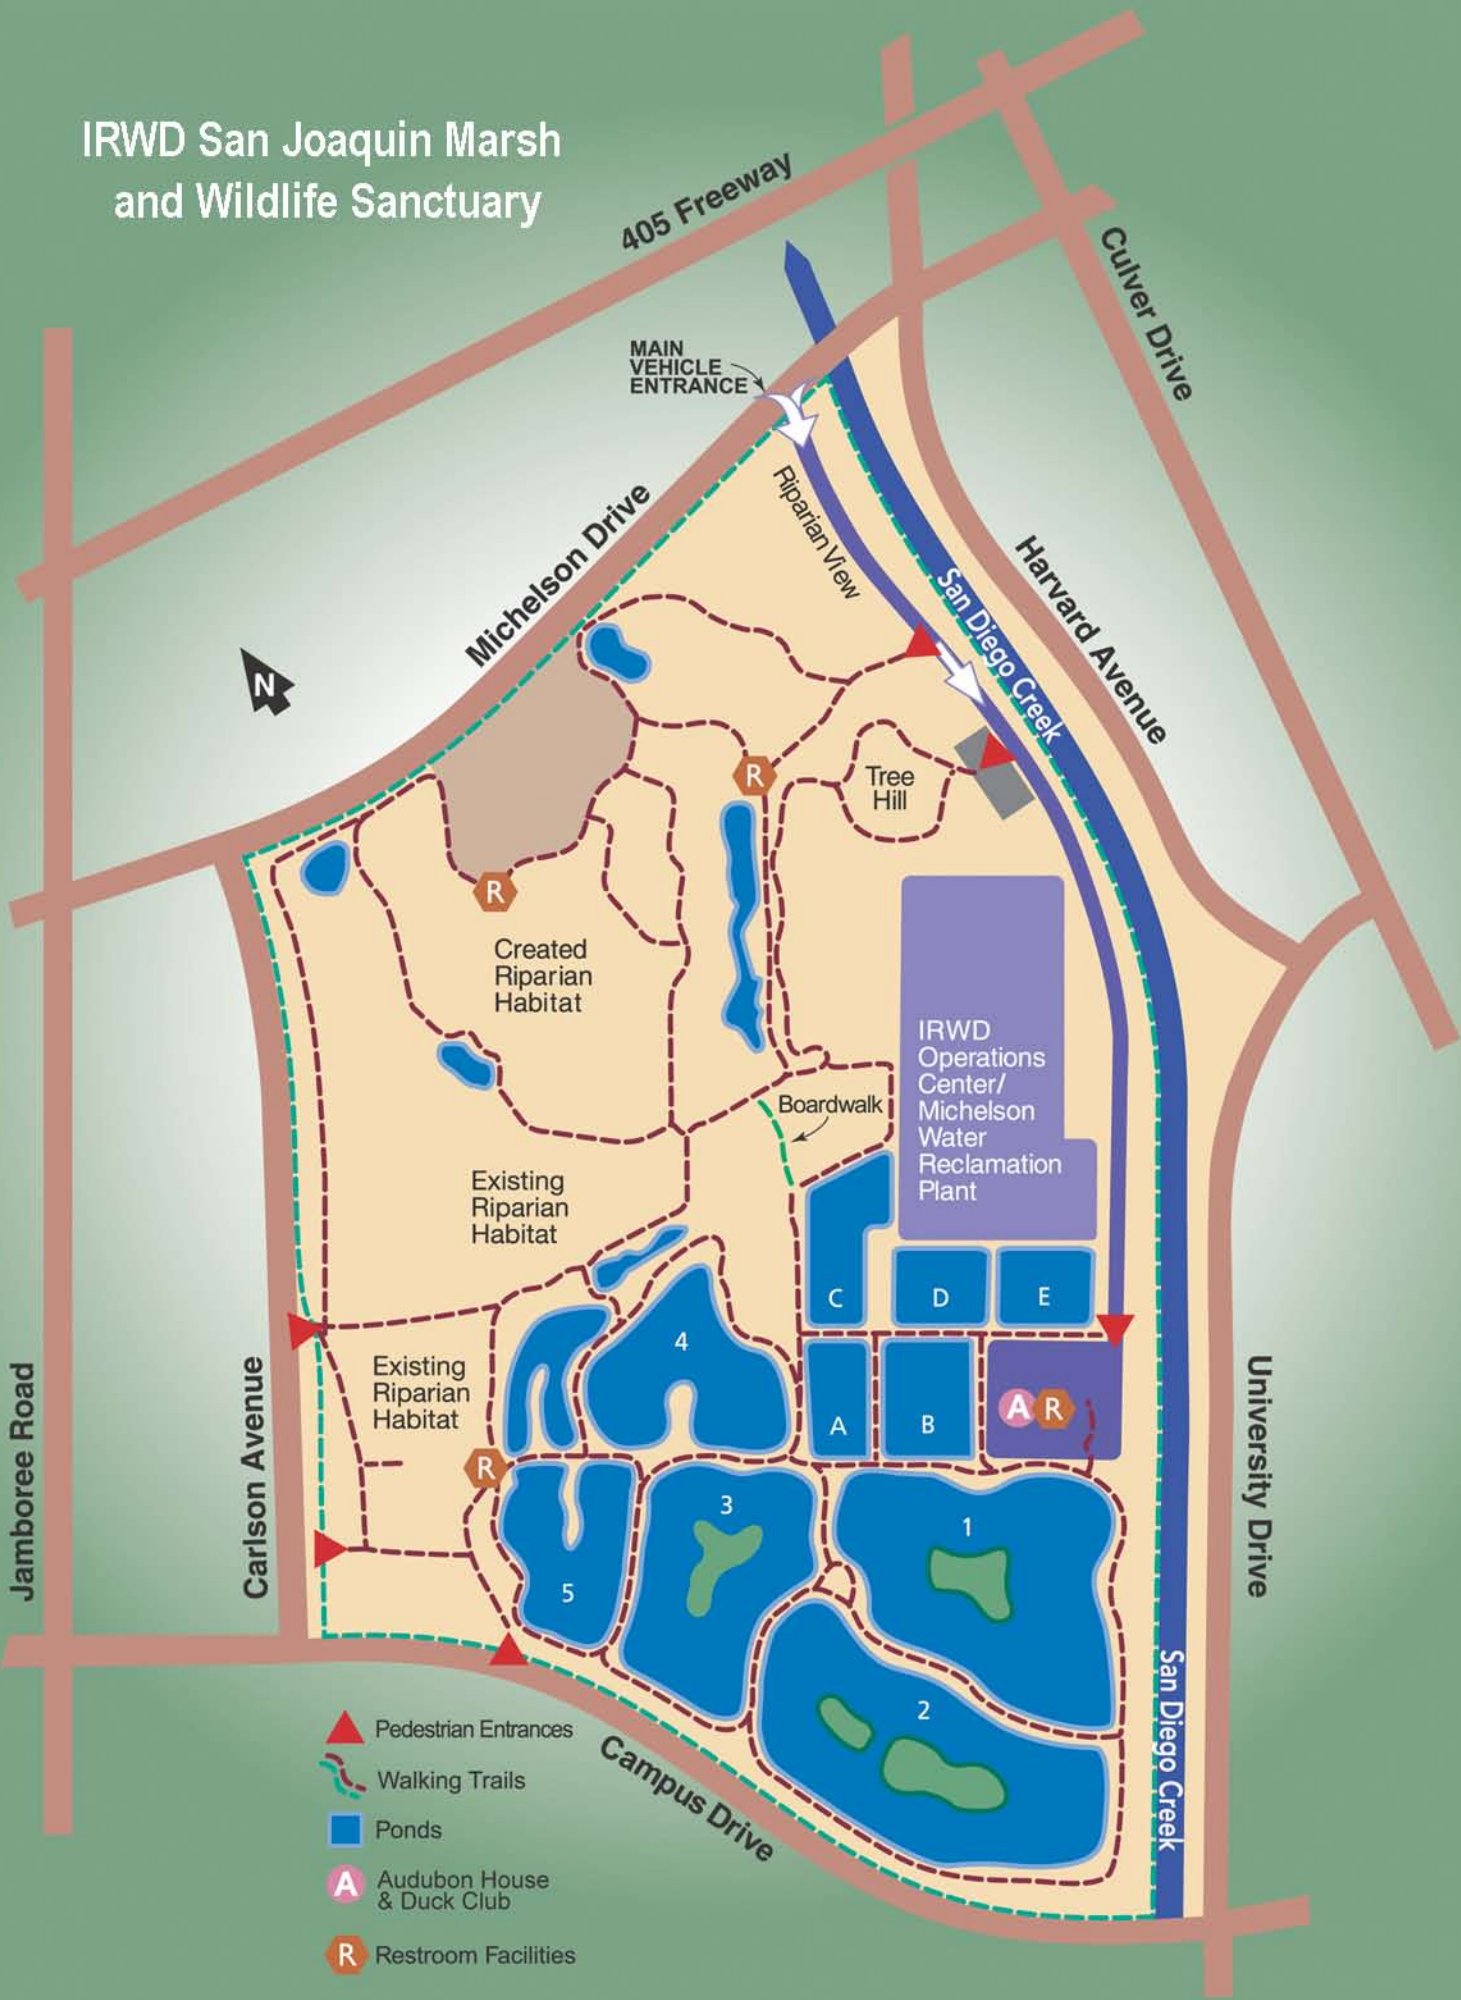 IRWD San Joaquin Marsh
and Wildlife Sanctuary
405 Freeway
Culver Drive
MAIN
VEHICLE
ENTRANCE
Michelson Drive
Riparian View
San Diego Creek
Harvard Avenue
N
R
Tree
Hill
R
Created
Riparian
Habitat
IRWD
Operations
Center/
Michelson
Water
Reclamation
Plant
Boardwalk
Existing
Riparian
Habitat
C
D
E
4
Existing
Riparian
Habitat
A
B
A
R
Jamboree Road
Carlson Avenue
University Drive
R
3
1
5
2
San Diego Creek
Campus Drive
Pedestrian Entrances
Walking Trails
Ponds
A
Audubon House
& Duck Club
R
Restroom Facilities